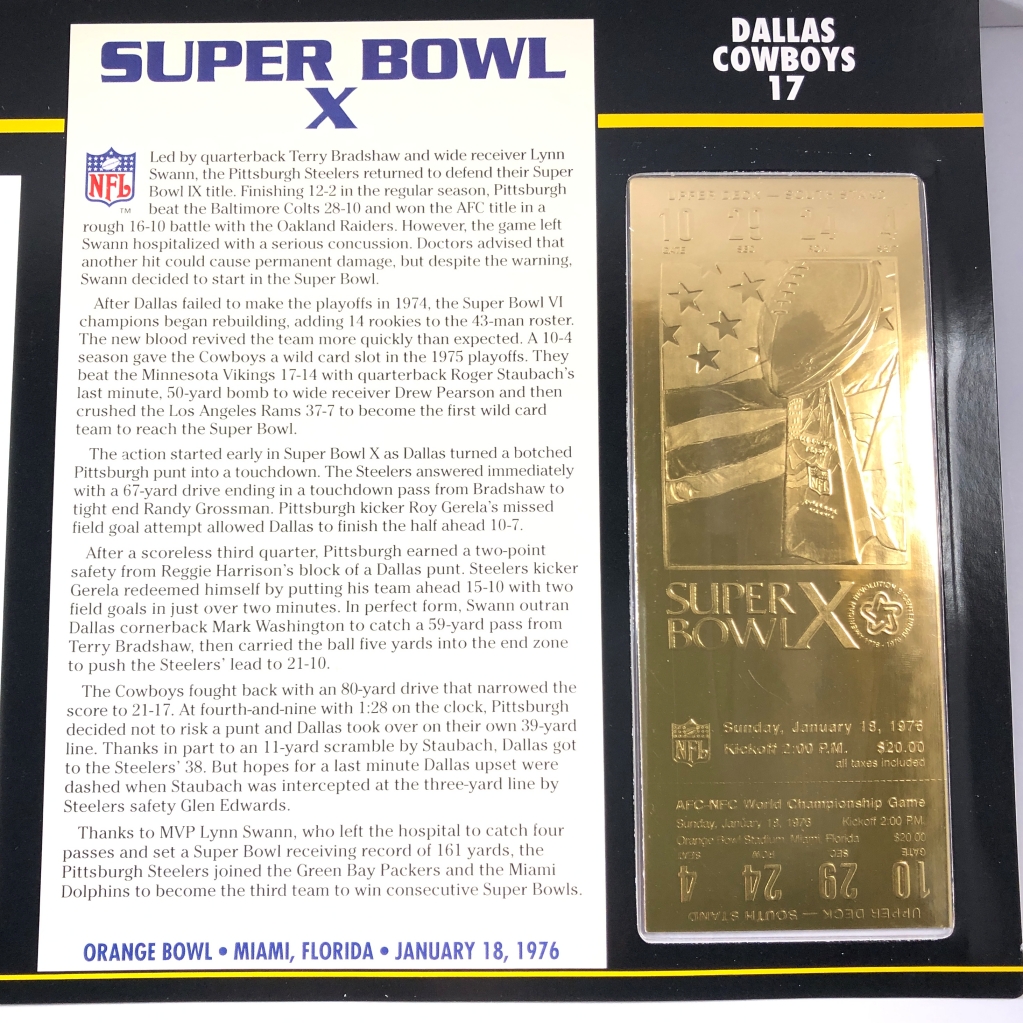 SUPER BOWL
X
NFL
TM
Led by quarterback Terry Bradshaw and wide receiver Lynn
Swann, the Pittsburgh Steelers returned to defend their Super
Bowl IX title. Finishing 12-2 in the regular season, Pittsburgh
beat the Baltimore Colts 28-10 and won the AFC title in a
rough 16-10 battle with the Oakland Raiders. However, the game left
Swann hospitalized with a serious concussion. Doctors advised that
another hit could cause permanent damage, but despite the warning,
Swann decided to start in the Super Bowl.
After Dallas failed to make the playoffs in 1974, the Super Bowl VI
champions began rebuilding, adding 14 rookies to the 43-man roster.
The new blood revived the team more quickly than expected. A 10-4
season gave the Cowboys a wild card slot in the 1975 playoffs. They
beat the Minnesota Vikings 17-14 with quarterback Roger Staubach's
last minute, 50-yard bomb to wide receiver Drew Pearson and then
crushed the Los Angeles Rams 37-7 to become the first wild card
team to reach the Super Bowl.
The action started early in Super Bowl X as Dallas turned a botched
Pittsburgh punt into a touchdown. The Steelers answered immediately
with a 67-yard drive ending in a touchdown pass from Bradshaw to
tight end Randy Grossman. Pittsburgh kicker Roy Gerela's missed
field goal attempt allowed Dallas to finish the half ahead 10-7.
After a scoreless third quarter, Pittsburgh earned a two-point
safety from Reggie Harrison's block of a Dallas punt. Steelers kicker
Gerela redeemed himself by putting his team ahead 15-10 with two
field goals in just over two minutes. In perfect form, Swann outran
Dallas cornerback Mark Washington to catch a 59-yard pass from
Terry Bradshaw, then carried the ball five yards into the end zone
to push the Steelers' lead to 21-10.
The Cowboys fought back with an 80-yard drive that narrowed the
score to 21-17. At fourth-and-nine with 1:28 on the clock, Pittsburgh
decided not to risk a punt and Dallas took over on their own 39-yard
line. Thanks in part to an 11-yard scramble by Staubach, Dallas got
to the Steelers' 38. But hopes for a last minute Dallas upset were
dashed when Staubach was intercepted at the three-yard line by
Steelers safety Glen Edwards.
Thanks to MVP Lynn Swann, who left the hospital to catch four
passes and set a Super Bowl receiving record of 161 yards, the
Pittsburgh Steelers joined the Green Bay Packers and the Miami
Dolphins to become the third team to win consecutive Super Bowls.
ORANGE BOWL • MIAMI, FLORIDA • JANUARY 18, 1976
DALLAS
COWBOYS
17
UPPER DECK — SOUTH STAND
10 29 24 4
GATE SEC ROW SEAT
NFL
SUPER
BOWL X
AMERICAN REVOLUTION BICENTENNIAL
1776-1976
NFL
Sunday, January 18, 1976
Kickoff 2:00 P.M. $20.00
all taxes included
AFC-NFC World Championship Game
Sunday, January 18, 1976 Kickoff 2:00 P.M.
Orange Bowl Stadium, Miami, Florida $20.00
GATE SEC ROW SEAT
10 29 24 4
UPPER DECK — SOUTH STAND